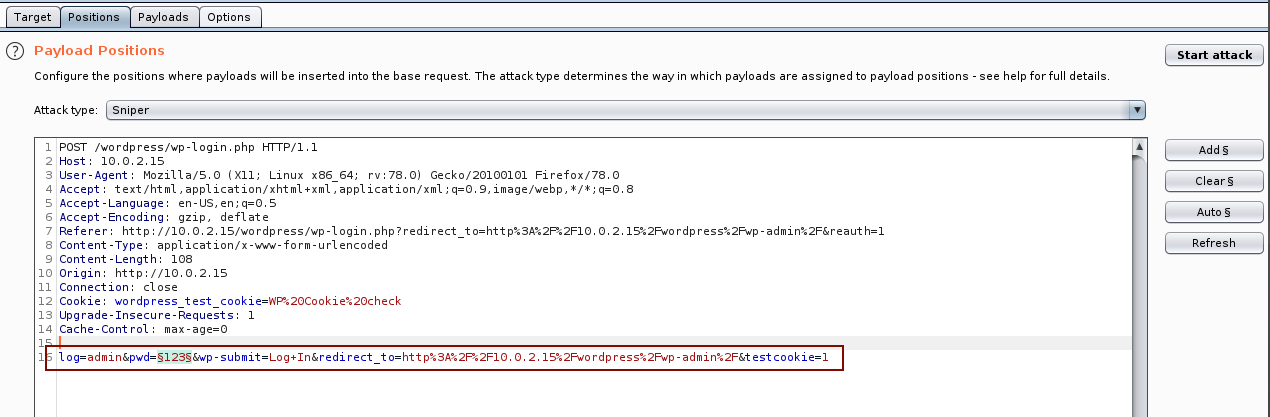 Target Positions Payloads Options
? Payload Positions
Start attack
Configure the positions where payloads will be inserted into the base request. The attack type determines the way in which payloads are assigned to payload positions - see help for full details.
Attack type: Sniper
1 POST /wordpress/wp-login.php HTTP/1.1
2 Host: 10.0.2.15
3 User-Agent: Mozilla/5.0 (X11; Linux x86_64; rv:78.0) Gecko/20100101 Firefox/78.0
4 Accept: text/html,application/xhtml+xml,application/xml;q=0.9,image/webp,*/*;q=0.8
5 Accept-Language: en-US,en;q=0.5
6 Accept-Encoding: gzip, deflate
7 Referer: http://10.0.2.15/wordpress/wp-login.php?redirect_to=http%3A%2F%2F10.0.2.15%2Fwordpress%2Fwp-admin%2F&reauth=1
8 Content-Type: application/x-www-form-urlencoded
9 Content-Length: 108
10 Origin: http://10.0.2.15
11 Connection: close
12 Cookie: wordpress_test_cookie=WP%20Cookie%20check
13 Upgrade-Insecure-Requests: 1
14 Cache-Control: max-age=0
15
16 log=admin&pwd=§123§&wp-submit=Log+In&redirect_to=http%3A%2F%2F10.0.2.15%2Fwordpress%2Fwp-admin%2F&testcookie=1
Add §
Clear §
Auto §
Refresh